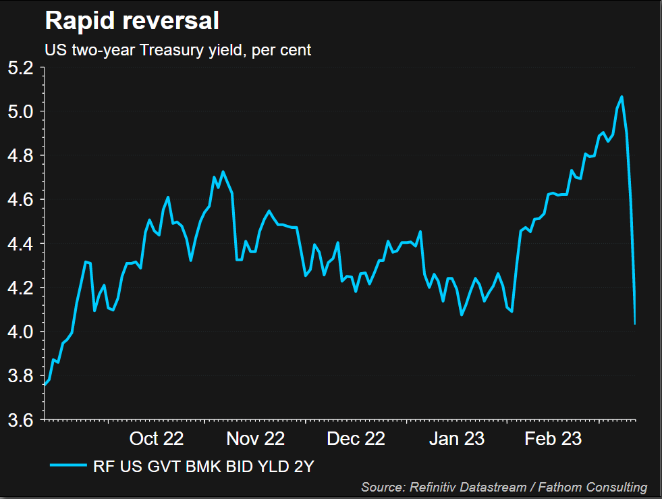 Rapid reversal
US two-year Treasury yield, per cent
5.2
5.0
4.8
4.6
4.4
4.2
4.0
3.8
3.6
Oct 22 Nov 22 Dec 22 Jan 23 Feb 23
RF US GVT BMK BID YLD 2Y
Source: Refinitiv Datastream / Fathom Consulting